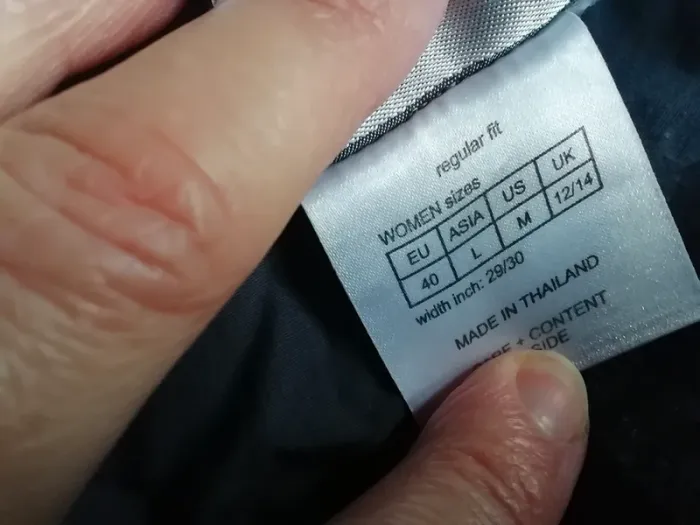 regular fit
WOMEN sizes
EU ASIA US UK
40 L M 12/14
width inch: 29/30
MADE IN THAILAND
+ CONTENT
SIDE